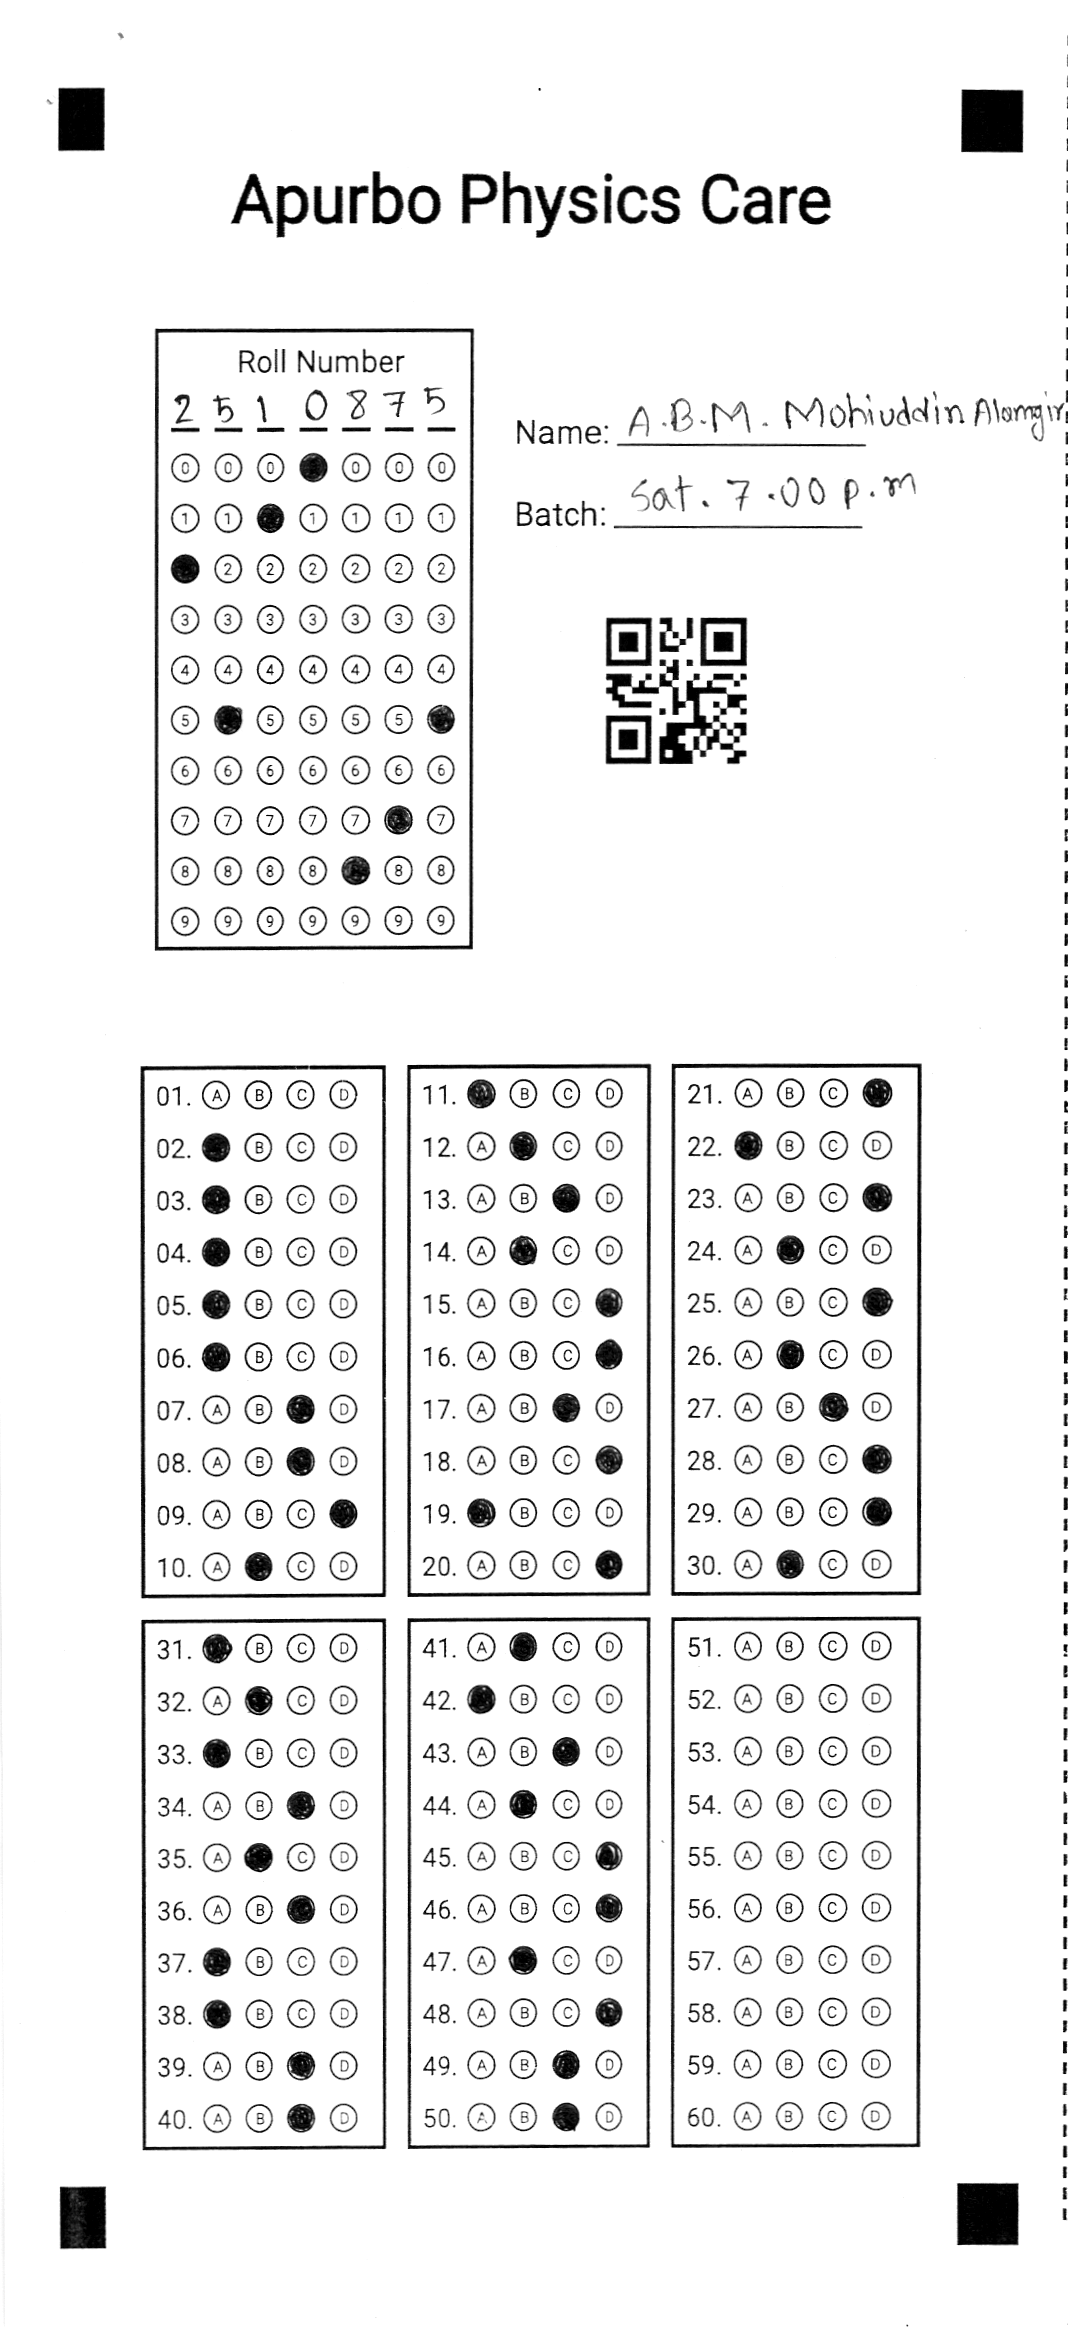 Apurbo Physics Care
Roll Number
2 5 1 0 8 7 5
Name: A.B.M. Mohiuddin Alamgir
Batch: Sat. 7.00 p.m
0 0 0 0 0 0
1 1 1 1 1 1
2 2 2 2 2 2
3 3 3 3 3 3 3
4 4 4 4 4 4 4
5 5 5 5 5
6 6 6 6 6 6 6
7 7 7 7 7 7
8 8 8 8 8 8
9 9 9 9 9 9 9
01. A B C D
02. B C D
03. B C D
04. B C D
05. B C D
06. B C D
07. A B D
08. A B D
09. A B C
10. A C D
11. B C D
12. A C D
13. A B D
14. A C D
15. A B C
16. A B C
17. A B D
18. A B C
19. B C D
20. A B C
21. A B C
22. B C D
23. A B C
24. A C D
25. A B C
26. A C D
27. A B D
28. A B C
29. A B C
30. A C D
31. B C D
32. A C D
33. B C D
34. A B D
35. A C D
36. A B D
37. B C D
38. B C D
39. A B D
40. A B D
41. A C D
42. B C D
43. A B D
44. A C D
45. A B C
46. A B C
47. A C D
48. A B C
49. A B D
50. A B D
51. A B C D
52. A B C D
53. A B C D
54. A B C D
55. A B C D
56. A B C D
57. A B C D
58. A B C D
59. A B C D
60. A B C D